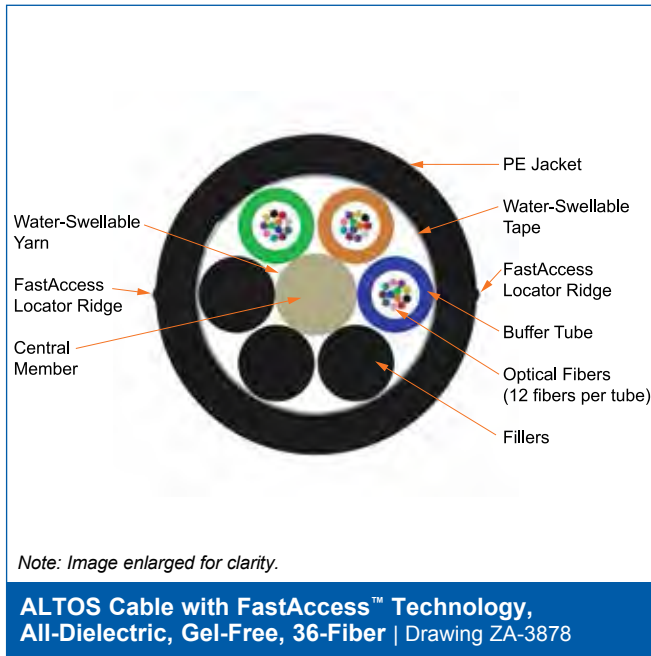 PE Jacket
Water-Swellable
Tape
FastAccess
Locator Ridge
Buffer Tube
Optical Fibers
(12 fibers per tube)
Fillers
Water-Swellable
Yarn
FastAccess
Locator Ridge
Central
Member
Note: Image enlarged for clarity.
ALTOS Cable with FastAccess™ Technology,
All-Dielectric, Gel-Free, 36-Fiber | Drawing ZA-3878